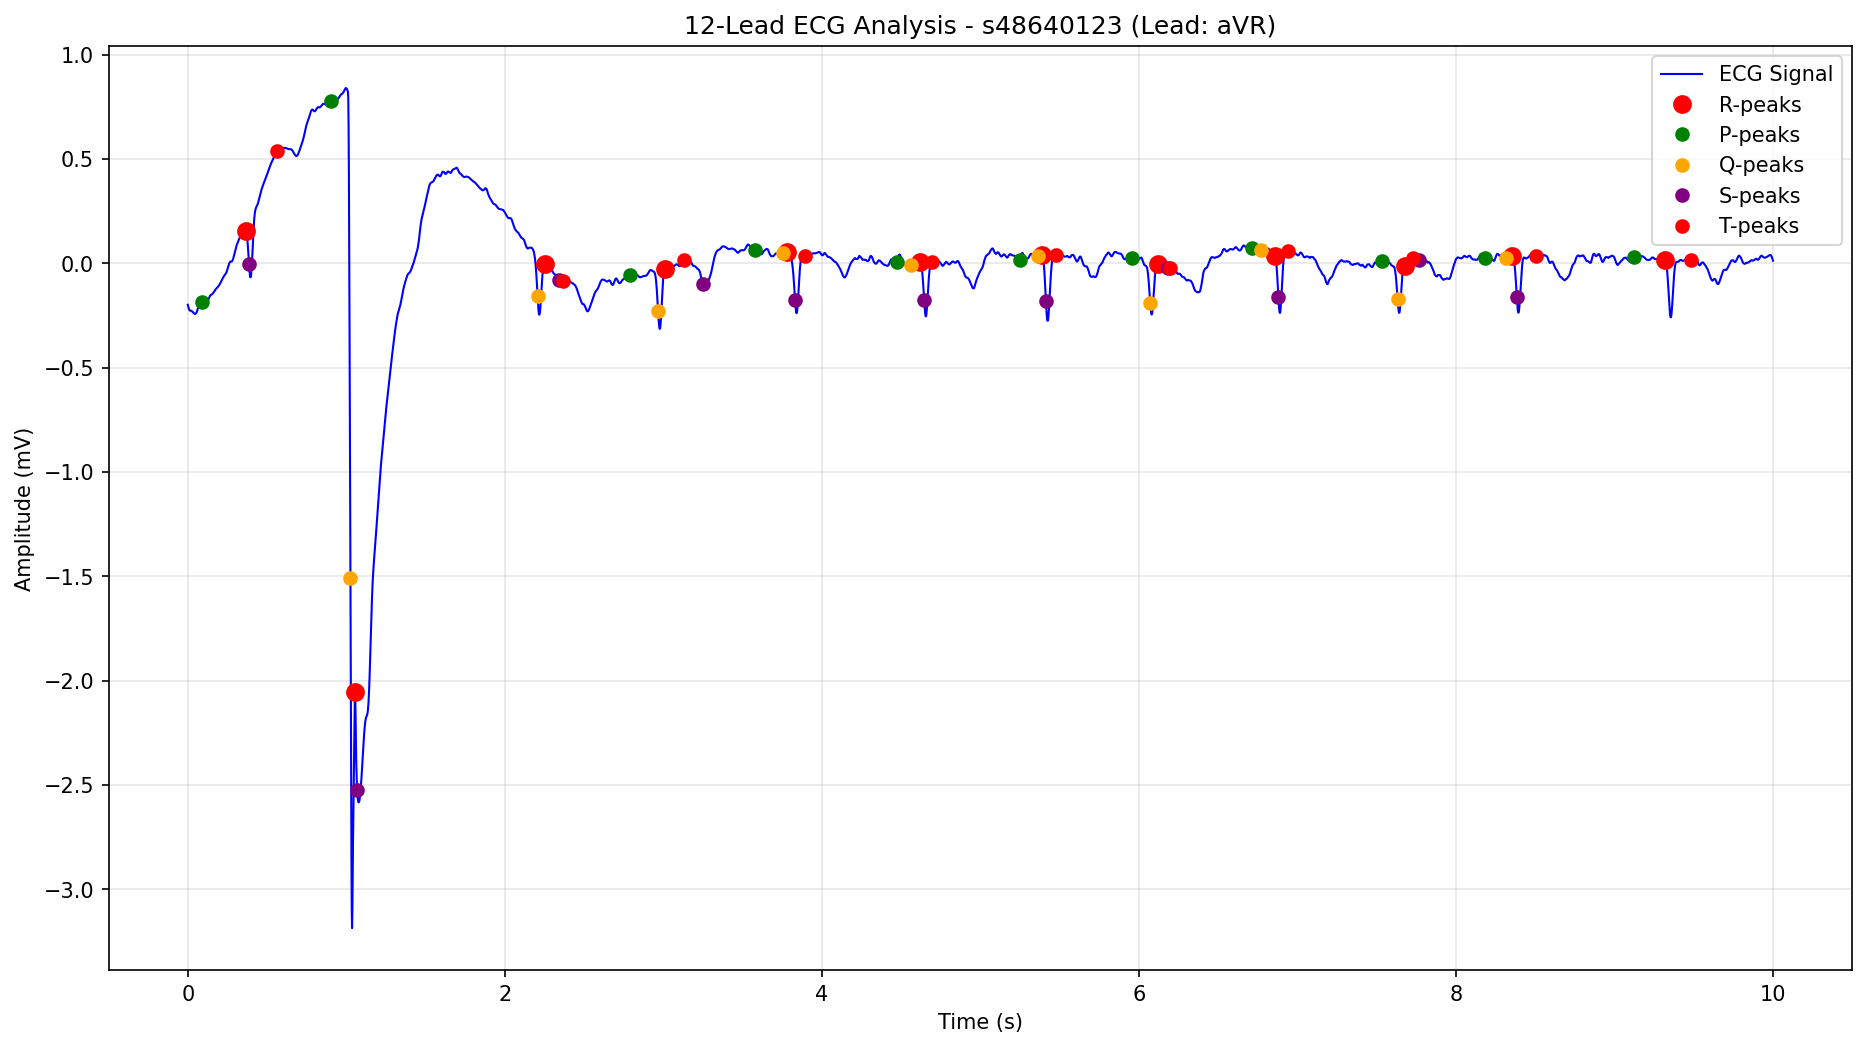 12-Lead ECG Analysis - s48640123 (Lead: aVR)
1.0
0.5
0.0
−0.5
−1.0
−1.5
−2.0
−2.5
−3.0
Amplitude (mV)
ECG Signal
R-peaks
P-peaks
Q-peaks
S-peaks
T-peaks
0 2 4 6 8 10
Time (s)